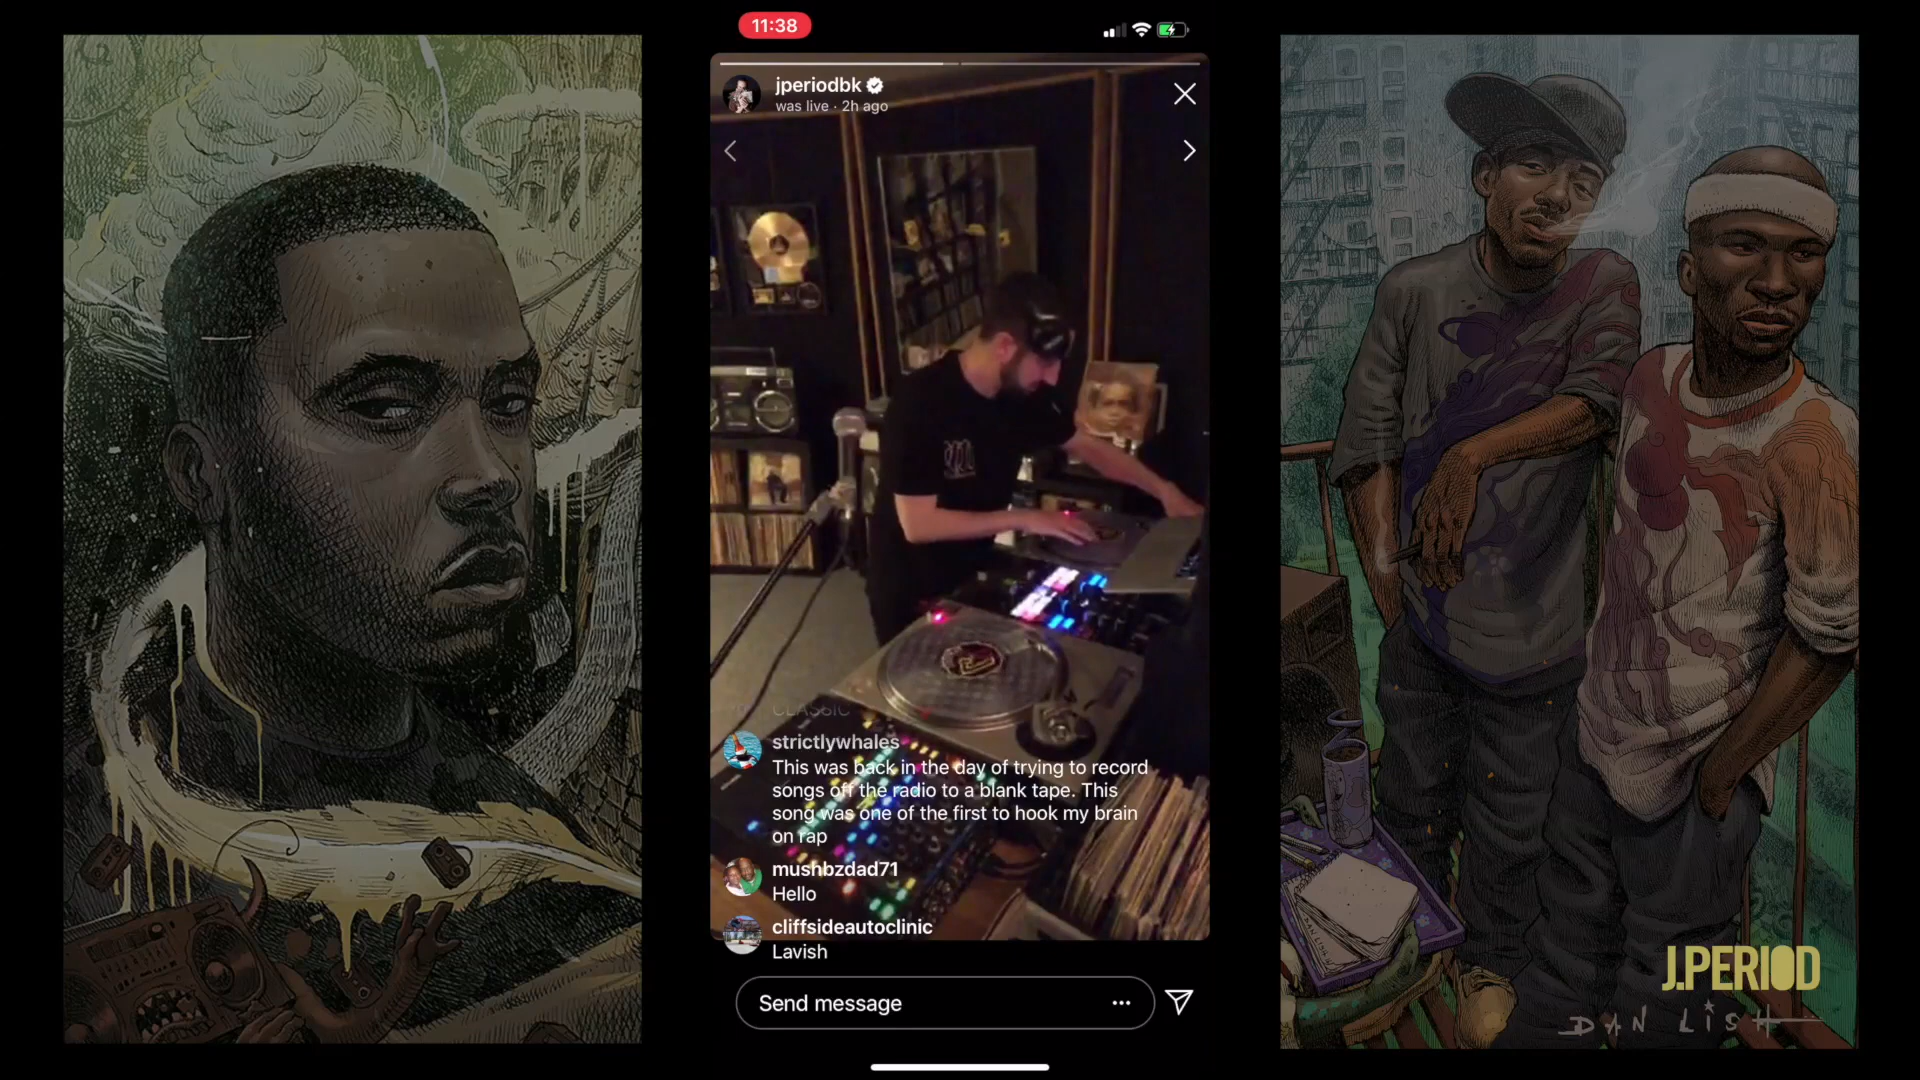 11:38
jperiodbk
was live · 2h ago
CLASSIC
strictlywhales
This was back in the day of trying to record
songs off the radio to a blank tape. This
song was one of the first to hook my brain
on rap
mushbzdad71
Hello
cliffsideautoclinic
Lavish
Send message
J.PERIOD
DAN LISH